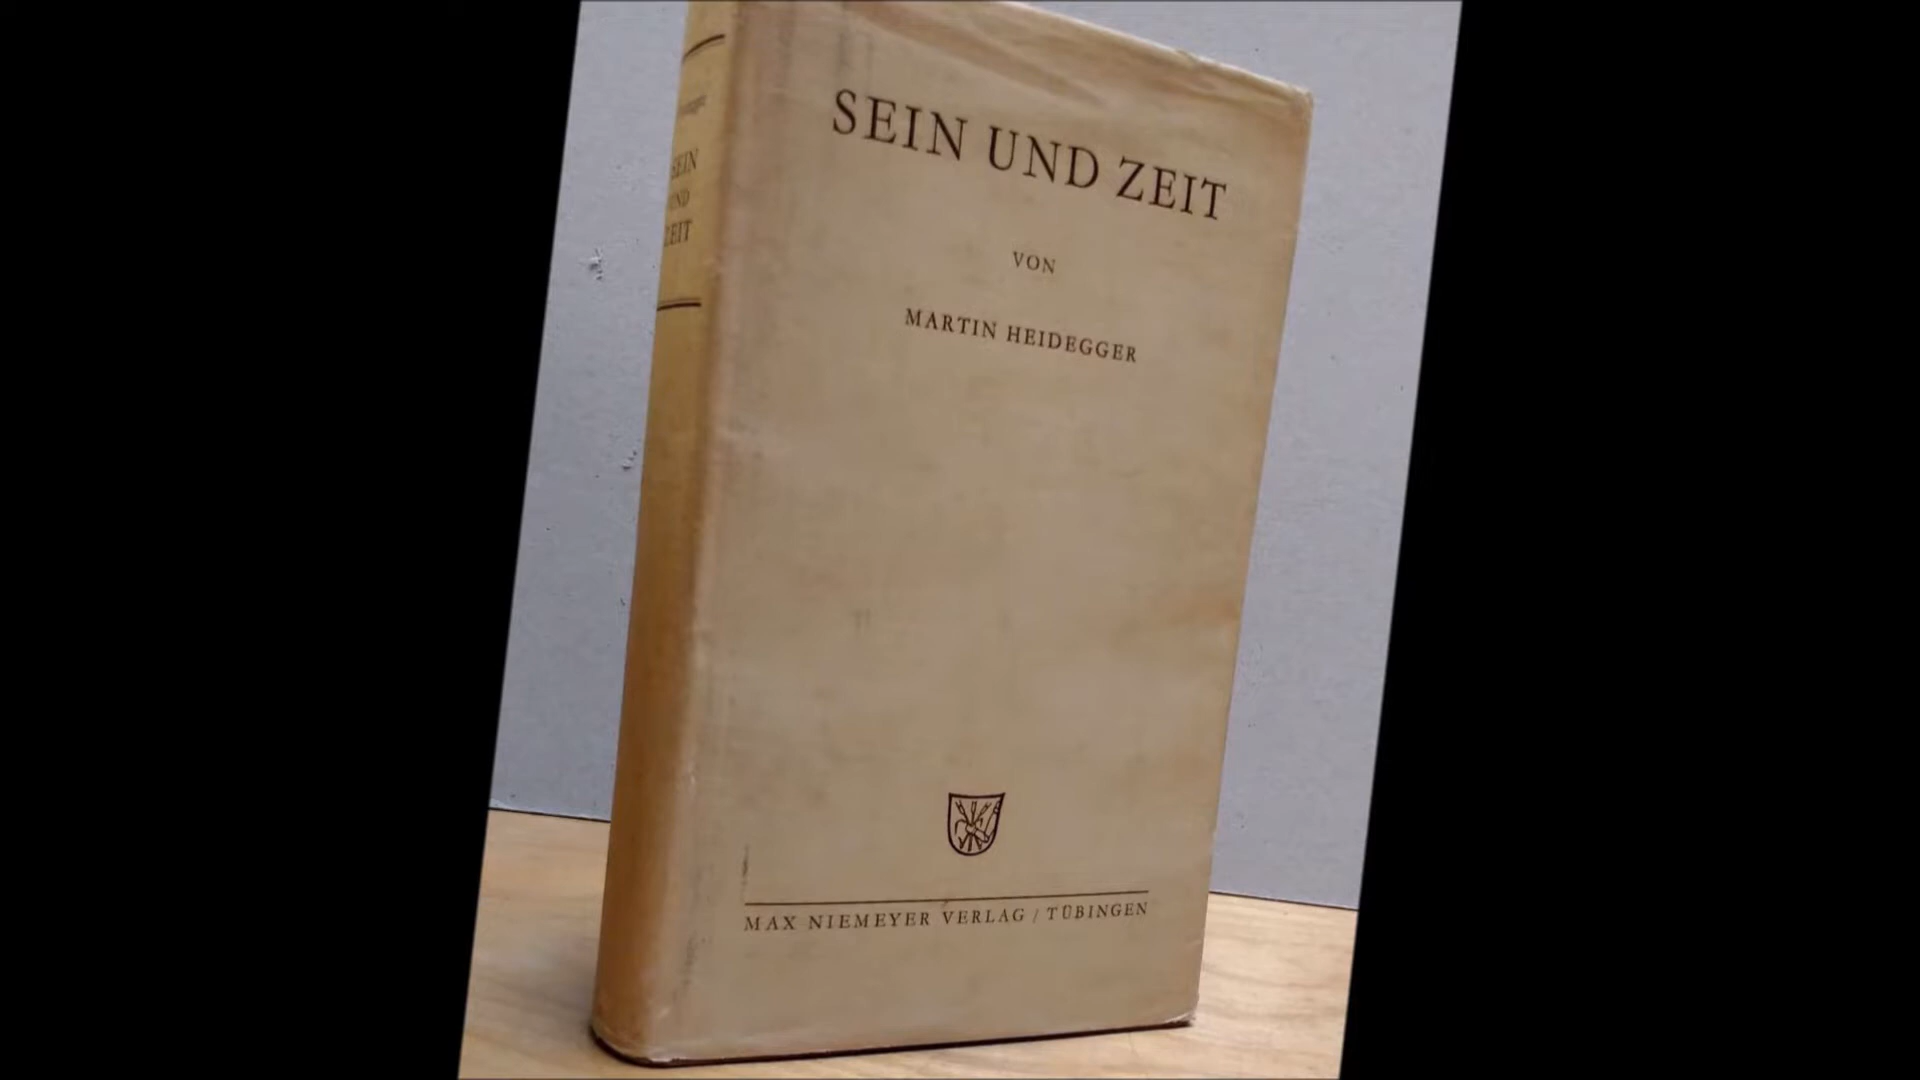 SEIN
UND
ZEIT
SEIN UND ZEIT
VON
MARTIN HEIDEGGER
MAX NIEMEYER VERLAG / TÜBINGEN